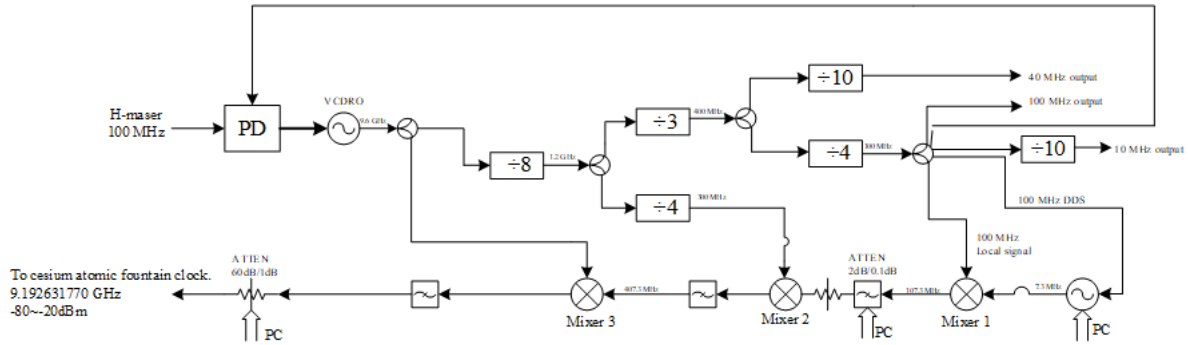 ÷10
40 MHz output
VCDRO
H-maser
100 MHz
PD
9.6 GHz
÷3
400 MHz
100 MHz output
÷8
1.2 GHz
÷4
100 MHz
÷10
10 MHz output
÷4
300 MHz
100 MHz DDS
100 MHz
Local signal
To cesium atomic fountain clock.
9.192631770 GHz
-80~-20dBm
ATTEN
60dB/1dB
PC
Mixer 3
407.3 MHz
Mixer 2
ATTEN
2dB/0.1dB
PC
107.3 MHz
Mixer 1
7.3 MHz
PC